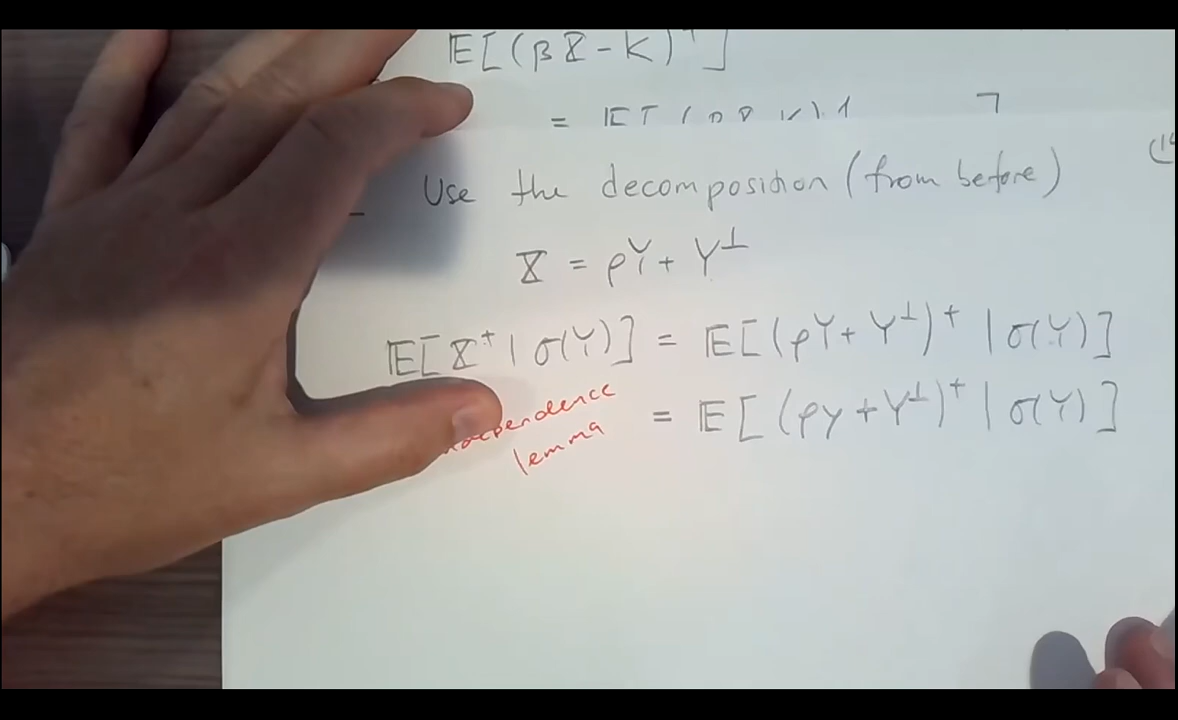 𝔼[(βX - K)⁺]
=
Use the decomposition (from before)
X = ρY + Y^⊥
𝔼[X⁺ | σ(Y)] = 𝔼[(ρY + Y^⊥)⁺ | σ(Y)]
lemma = 𝔼[(ρy + Y^⊥)⁺ | σ(Y)]